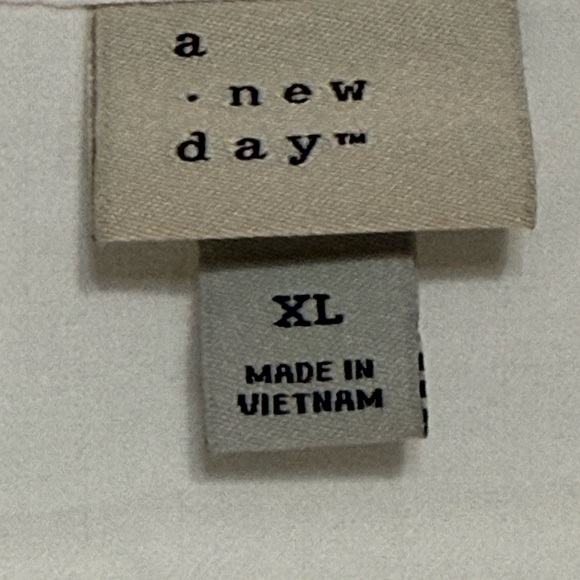 a
· new
day™
XL
MADE IN
VIETNAM